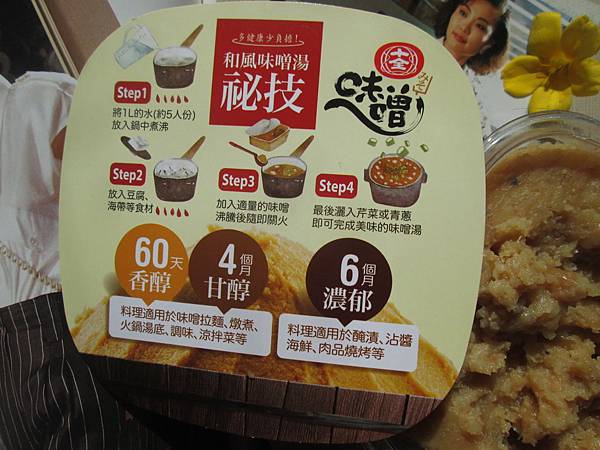 多健康少負擔！
和風味噌湯
祕技
十全
味噌
みそ
Step1
將1L的水(約5人份)
放入鍋中煮沸
Step2
放入豆腐、
海帶等食材
Step3
加入適量的味噌
沸騰後隨即關火
Step4
最後灑入芹菜或青蔥
即可完成美味的味噌湯
60天
香醇
4個月
甘醇
6個月
濃郁
料理適用於味噌拉麵、燉煮、
火鍋湯底、調味、涼拌菜等
料理適用於醃漬、沾醬
海鮮、肉品燒烤等